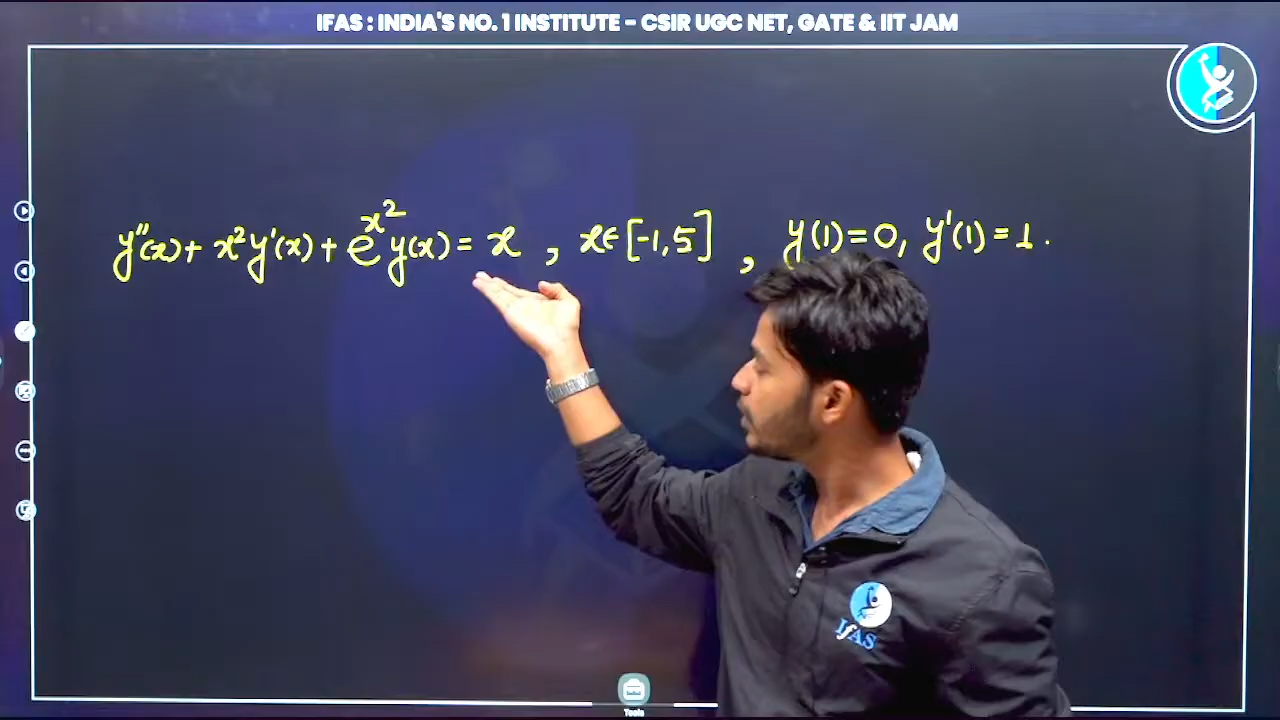 IFAS : INDIA'S NO. 1 INSTITUTE – CSIR UGC NET, GATE & IIT JAM
y''(x) + x²y'(x) + e^{x²}y(x) = x , x∈[-1,5] , y(1)=0, y'(1)=1.
IfAS
Tools